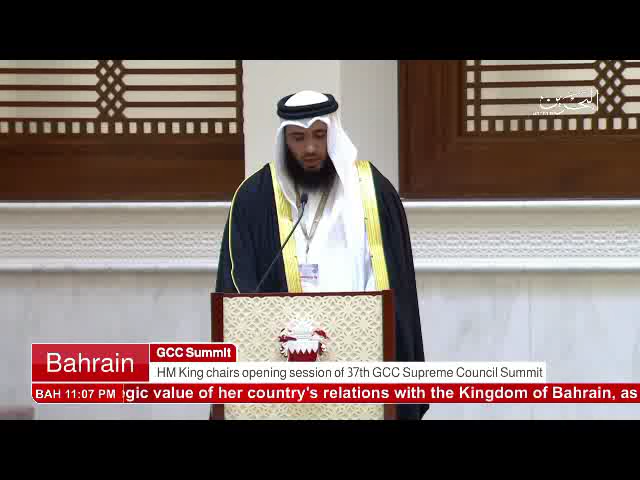 البحرين
GCC Summit
Bahrain
HM King chairs opening session of 37th GCC Supreme Council Summit
BAH 11:07 PM gic value of her country's relations with the Kingdom of Bahrain, as